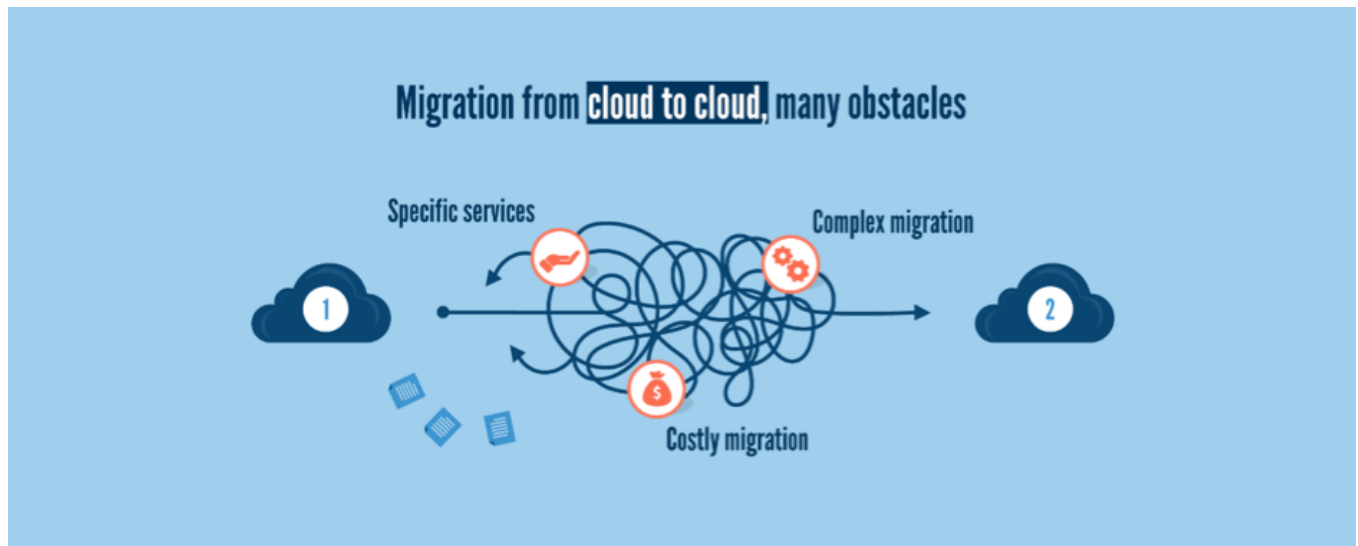 Migration from cloud to cloud, many obstacles
Specific services
Complex migration
1
2
$
Costly migration